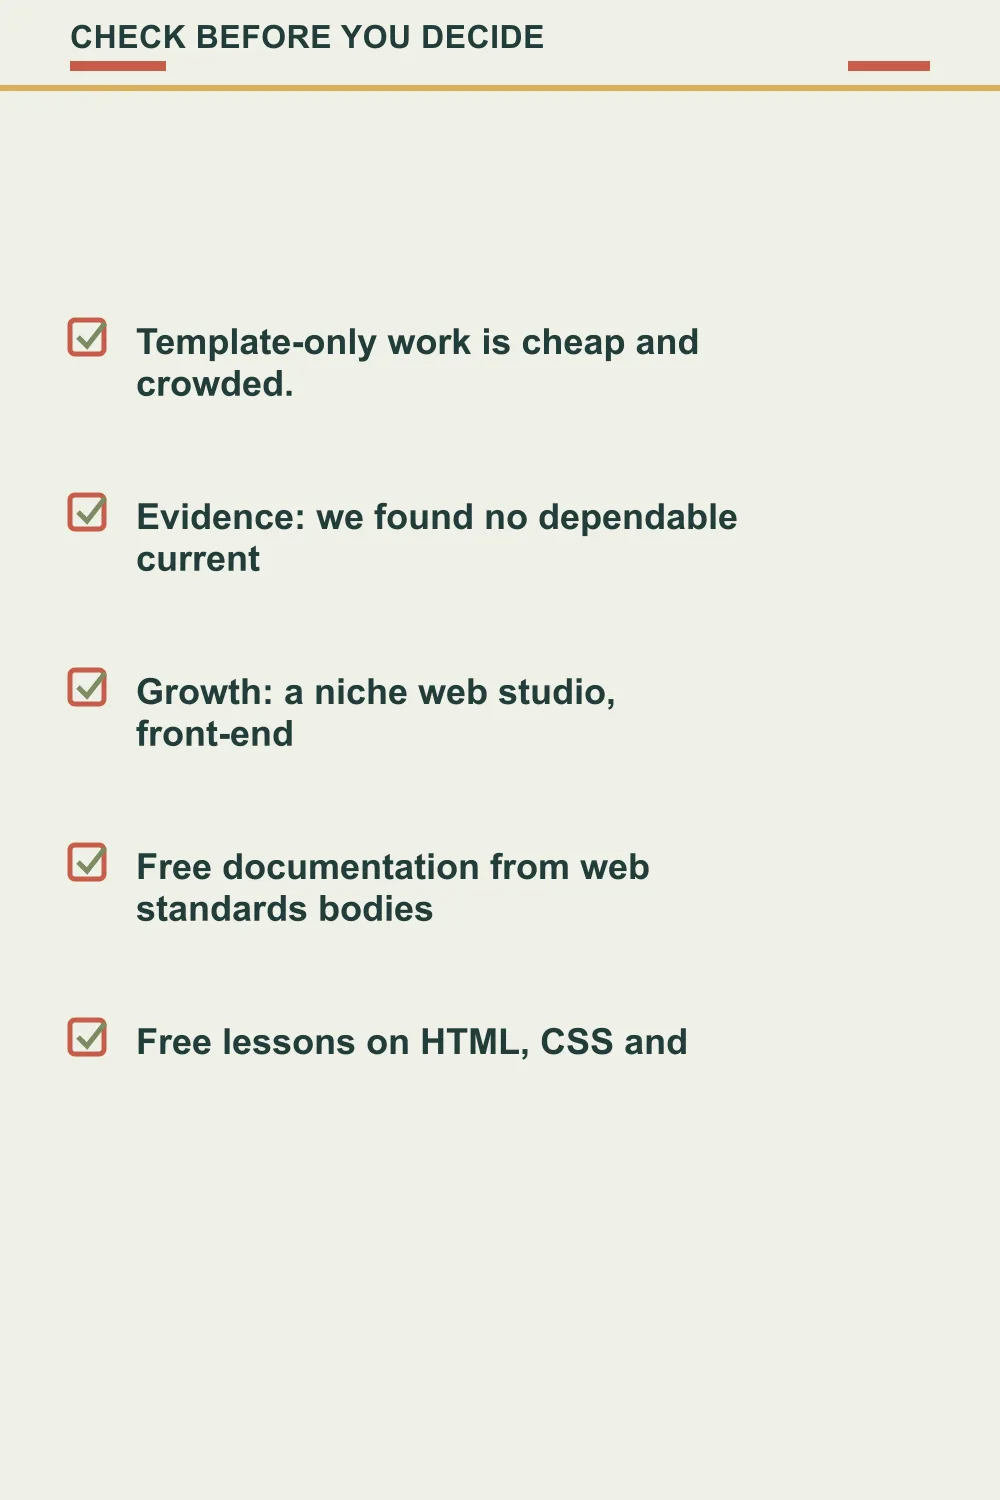 CHECK BEFORE YOU DECIDE
Template-only work is cheap and
crowded.
Evidence: we found no dependable
current
Growth: a niche web studio,
front-end
Free documentation from web
standards bodies
Free lessons on HTML, CSS and